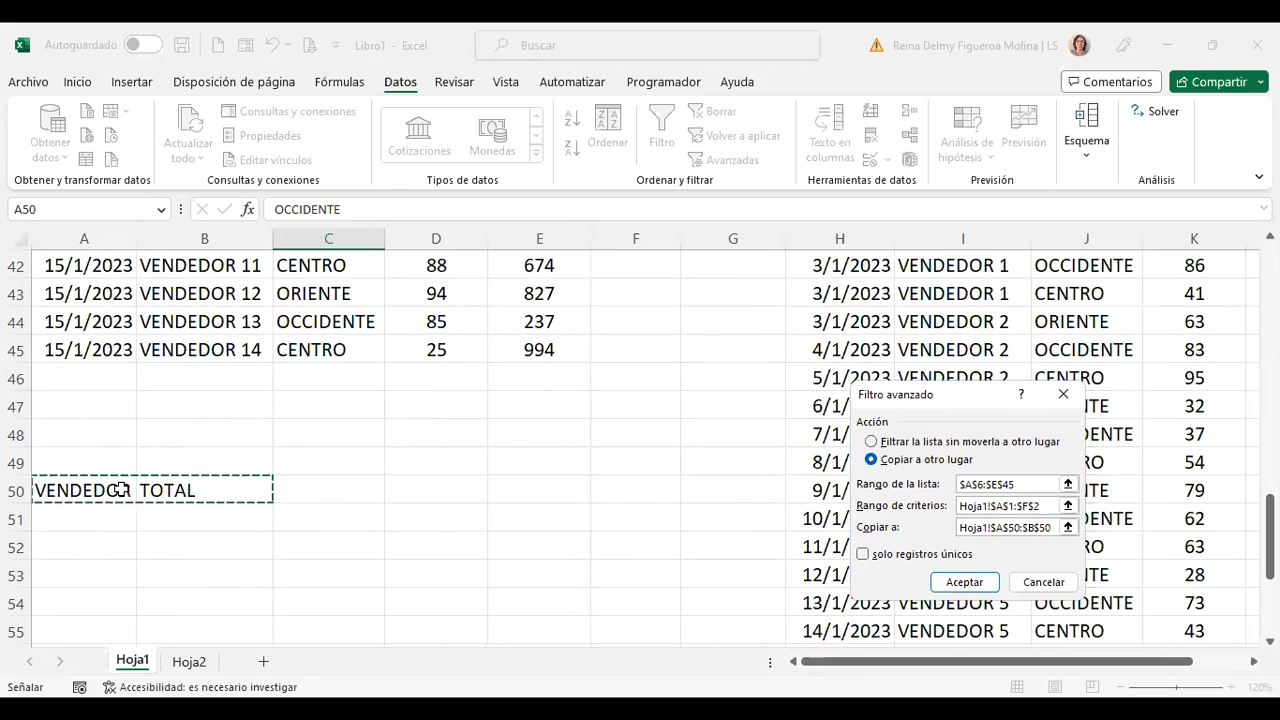 Autoguardado Libro1 - Excel Buscar Reina Delmy Figueroa Molina | LS
Archivo Inicio Insertar Disposición de página Fórmulas Datos Revisar Vista Automatizar Programador Ayuda Comentarios Compartir
Obtener datos
Actualizar todo
Consultas y conexiones
Propiedades
Editar vínculos
Cotizaciones Monedas
Ordenar
Filtro
Borrar
Volver a aplicar
Avanzadas
Texto en columnas
Análisis de hipótesis
Previsión
Esquema
Solver
Obtener y transformar datos Consultas y conexiones Tipos de datos Ordenar y filtrar Herramientas de datos Previsión Análisis
A50 fx OCCIDENTE
A B C D E F G H I J K
42 15/1/2023 VENDEDOR 11 CENTRO 88 674 3/1/2023 VENDEDOR 1 OCCIDENTE 86
43 15/1/2023 VENDEDOR 12 ORIENTE 94 827 3/1/2023 VENDEDOR 1 CENTRO 41
44 15/1/2023 VENDEDOR 13 OCCIDENTE 85 237 3/1/2023 VENDEDOR 2 ORIENTE 63
45 15/1/2023 VENDEDOR 14 CENTRO 25 994 4/1/2023 VENDEDOR 2 OCCIDENTE 83
46 5/1/2023 VENDEDOR 2 CENTRO 95
47 6/1/ NTE 32
48 7/1/ DENTE 37
49 8/1/ RO 54
50 VENDEDOR TOTAL 9/1/ NTE 79
51 10/1/ DENTE 62
52 11/1/ RO 63
53 12/1/ NTE 28
54 13/1/2023 VENDEDOR 5 OCCIDENTE 73
55 14/1/2023 VENDEDOR 5 CENTRO 43
Filtro avanzado ?
Acción
Filtrar la lista sin moverla a otro lugar
Copiar a otro lugar
Rango de la lista: $A$6:$E$45
Rango de criterios: Hoja1!$A$1:$F$2
Copiar a: Hoja1!$A$50:$B$50
Solo registros únicos
Aceptar Cancelar
Hoja1 Hoja2
Señalar Accesibilidad: es necesario investigar 120%